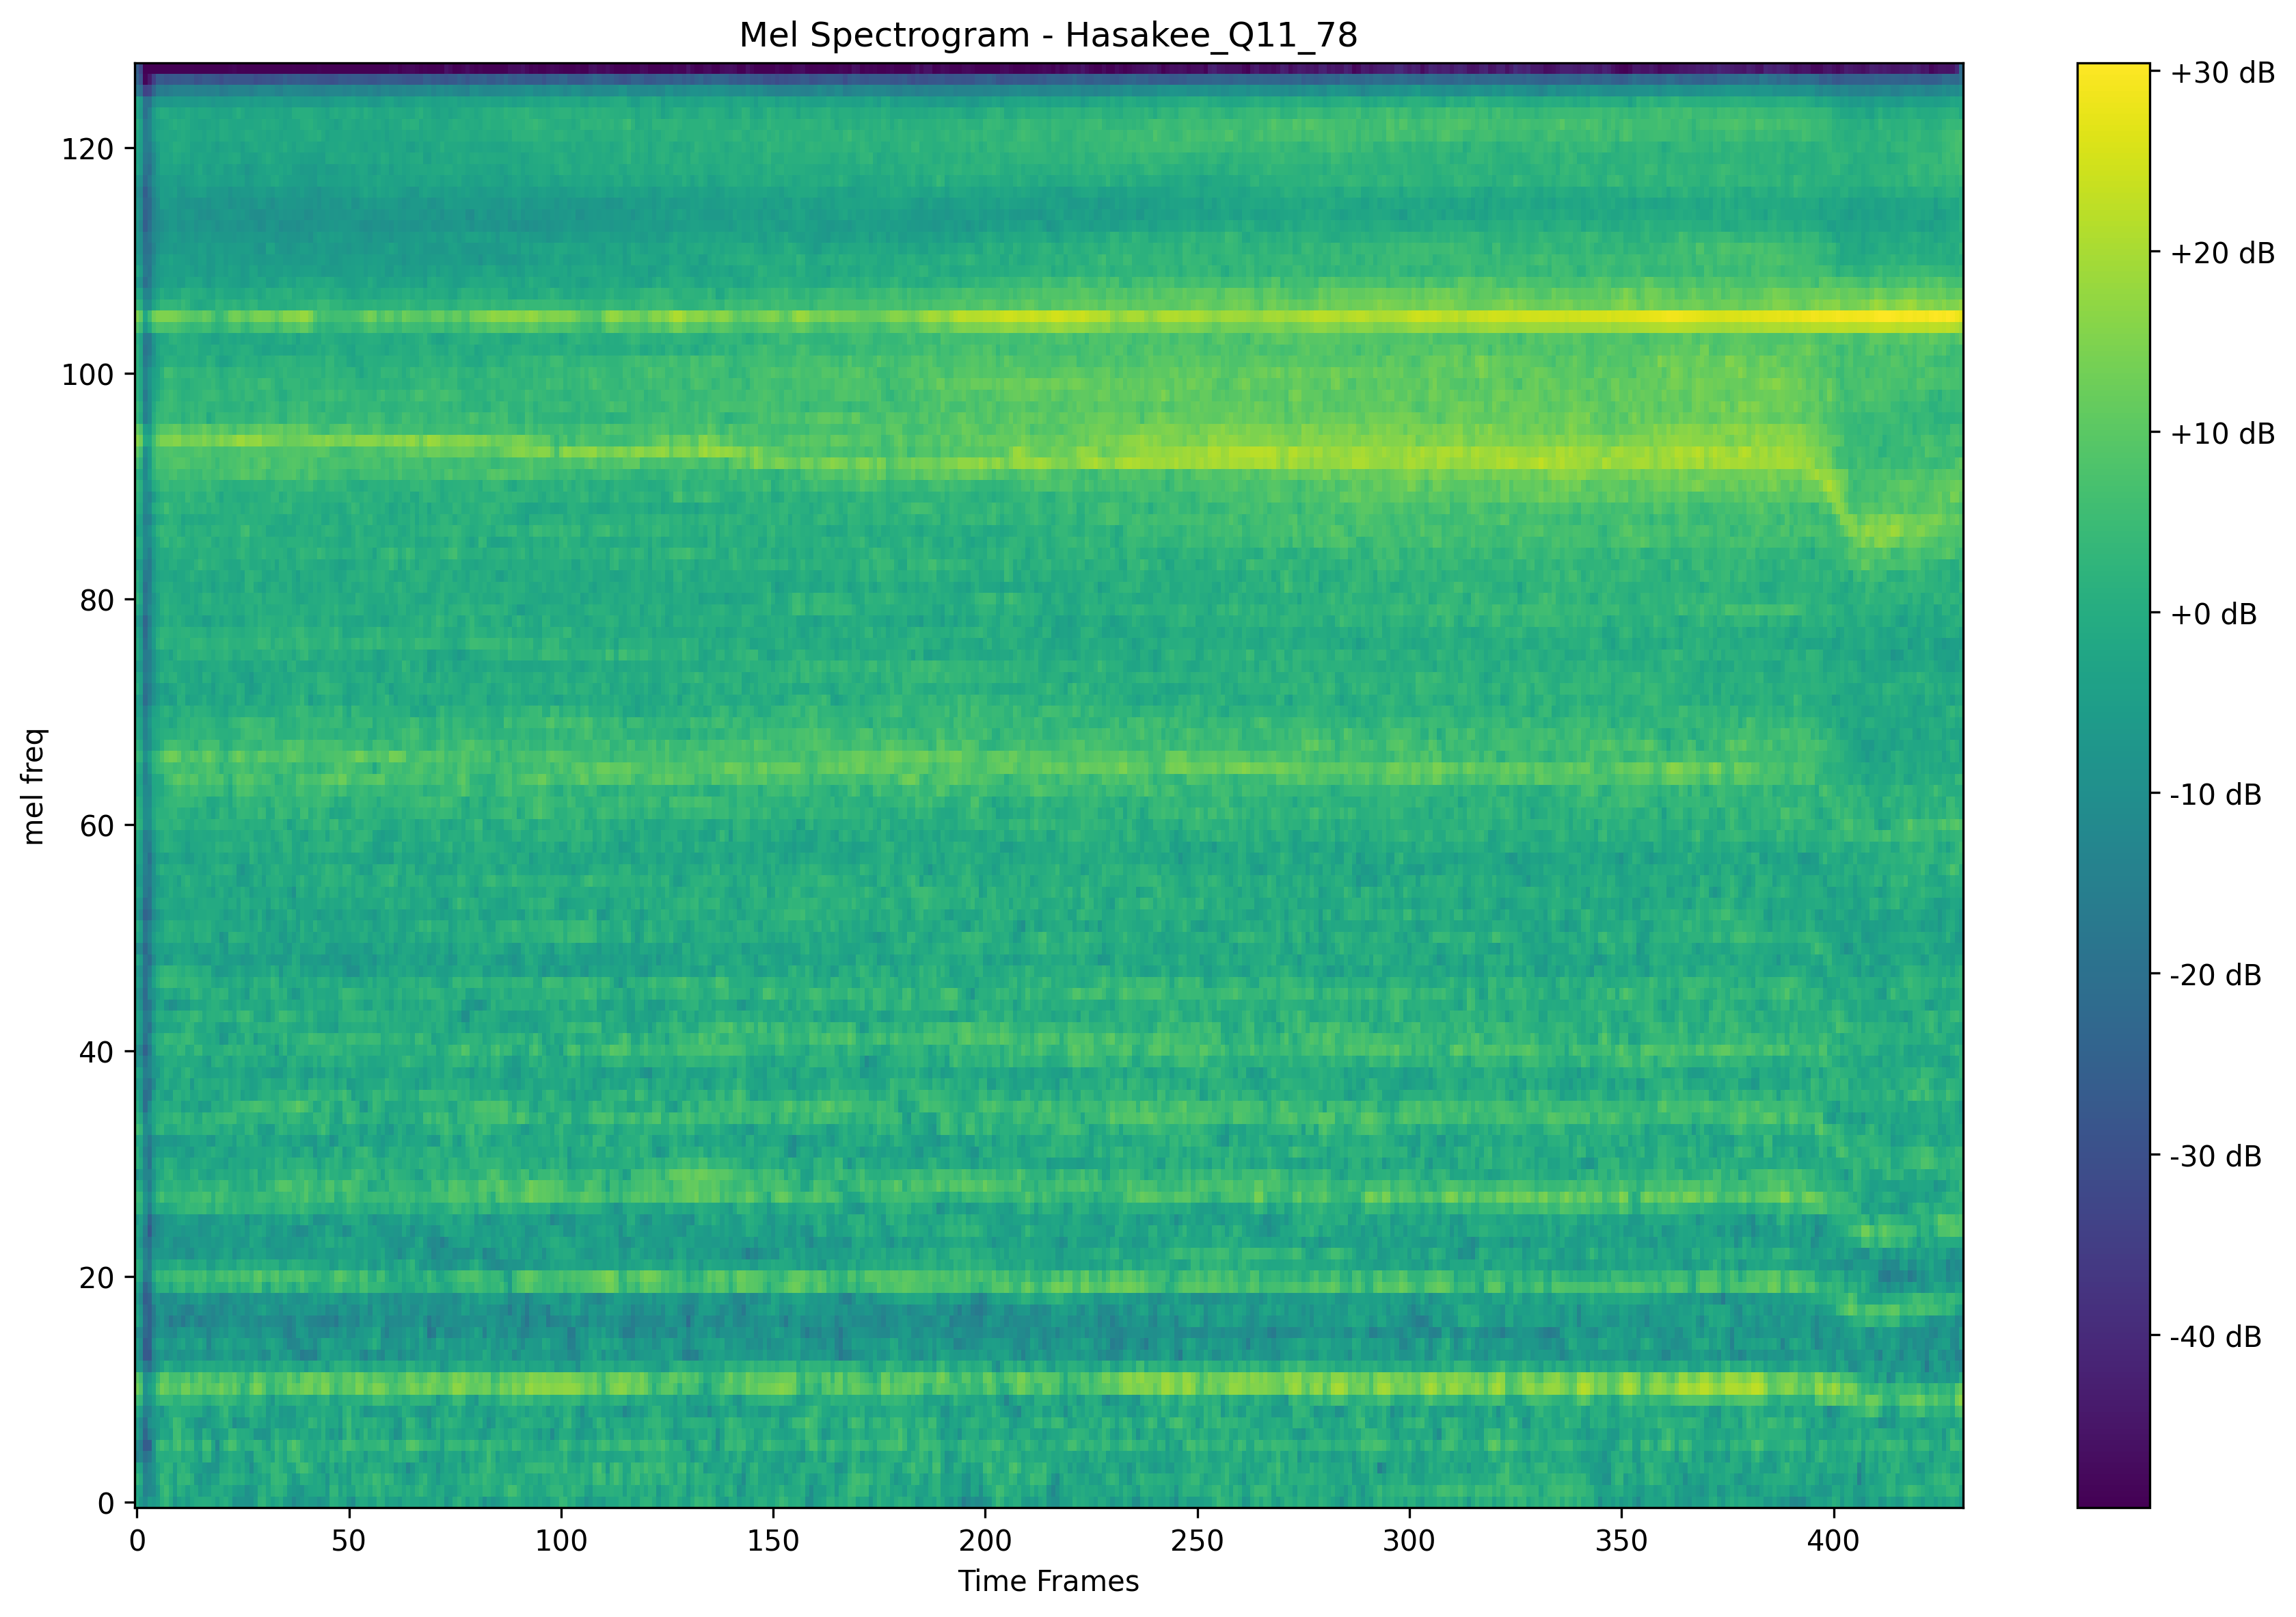 Mel Spectrogram - Hasakee_Q11_78
mel freq
120
100
80
60
40
20
0
0 50 100 150 200 250 300 350 400
Time Frames
+30 dB
+20 dB
+10 dB
+0 dB
-10 dB
-20 dB
-30 dB
-40 dB